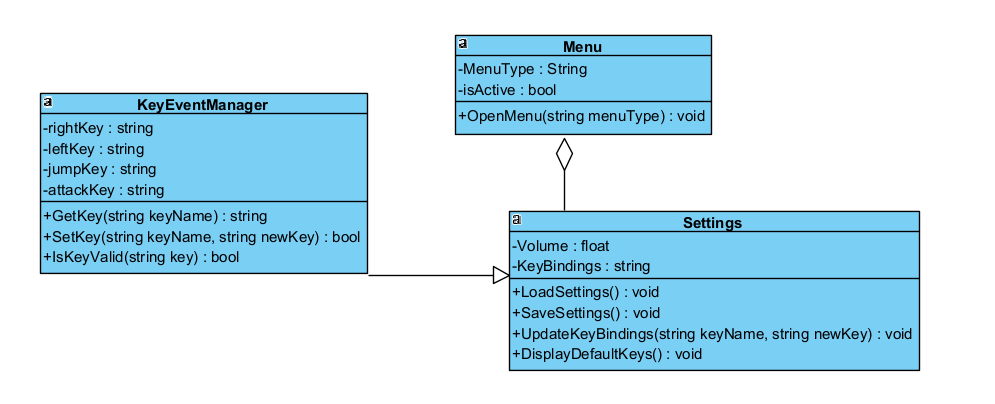 a
Menu
-MenuType : String
-isActive : bool
+OpenMenu(string menuType) : void
a
KeyEventManager
-rightKey : string
-leftKey : string
-jumpKey : string
-attackKey : string
+GetKey(string keyName) : string
+SetKey(string keyName, string newKey) : bool
+IsKeyValid(string key) : bool
a
Settings
-Volume : float
-KeyBindings : string
+LoadSettings() : void
+SaveSettings() : void
+UpdateKeyBindings(string keyName, string newKey) : void
+DisplayDefaultKeys() : void